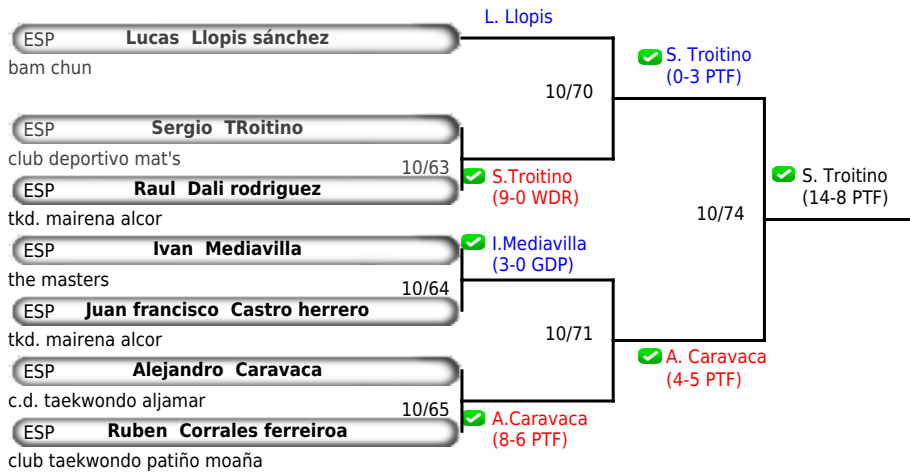 L. Llopis
ESP Lucas Llopis sánchez
bam chun
S. Troitino
(0-3 PTF)
10/70
ESP Sergio TRoitino
club deportivo mat's
10/63
S.Troitino
(9-0 WDR)
ESP Raul Dali rodriguez
tkd. mairena alcor
S. Troitino
(14-8 PTF)
10/74
ESP Ivan Mediavilla
the masters
I.Mediavilla
(3-0 GDP)
10/64
ESP Juan francisco Castro herrero
tkd. mairena alcor
10/71
ESP Alejandro Caravaca
c.d. taekwondo aljamar
A. Caravaca
(4-5 PTF)
10/65
A.Caravaca
(8-6 PTF)
ESP Ruben Corrales ferreiroa
club taekwondo patiño moaña